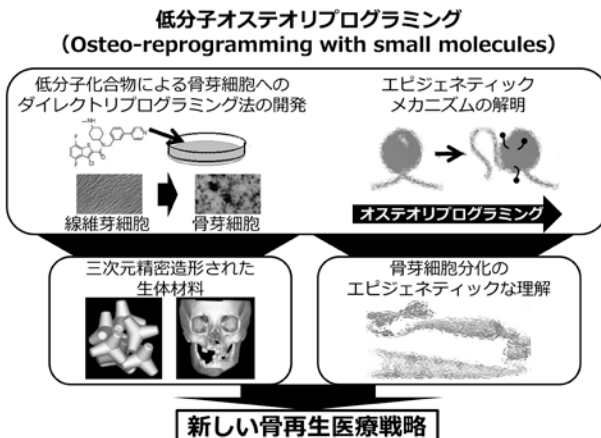 低分子オステオリプログラミング
（Osteo-reprogramming with small molecules）
低分子化合物による骨芽細胞への
ダイレクトリプログラミング法の開発
NH
N
F
F
S
Cl
O
N
線維芽細胞
骨芽細胞
エピジェネティック
メカニズムの解明
オステオリプログラミング
三次元精密造形された
生体材料
骨芽細胞分化の
エピジェネティックな理解
新しい骨再生医療戦略